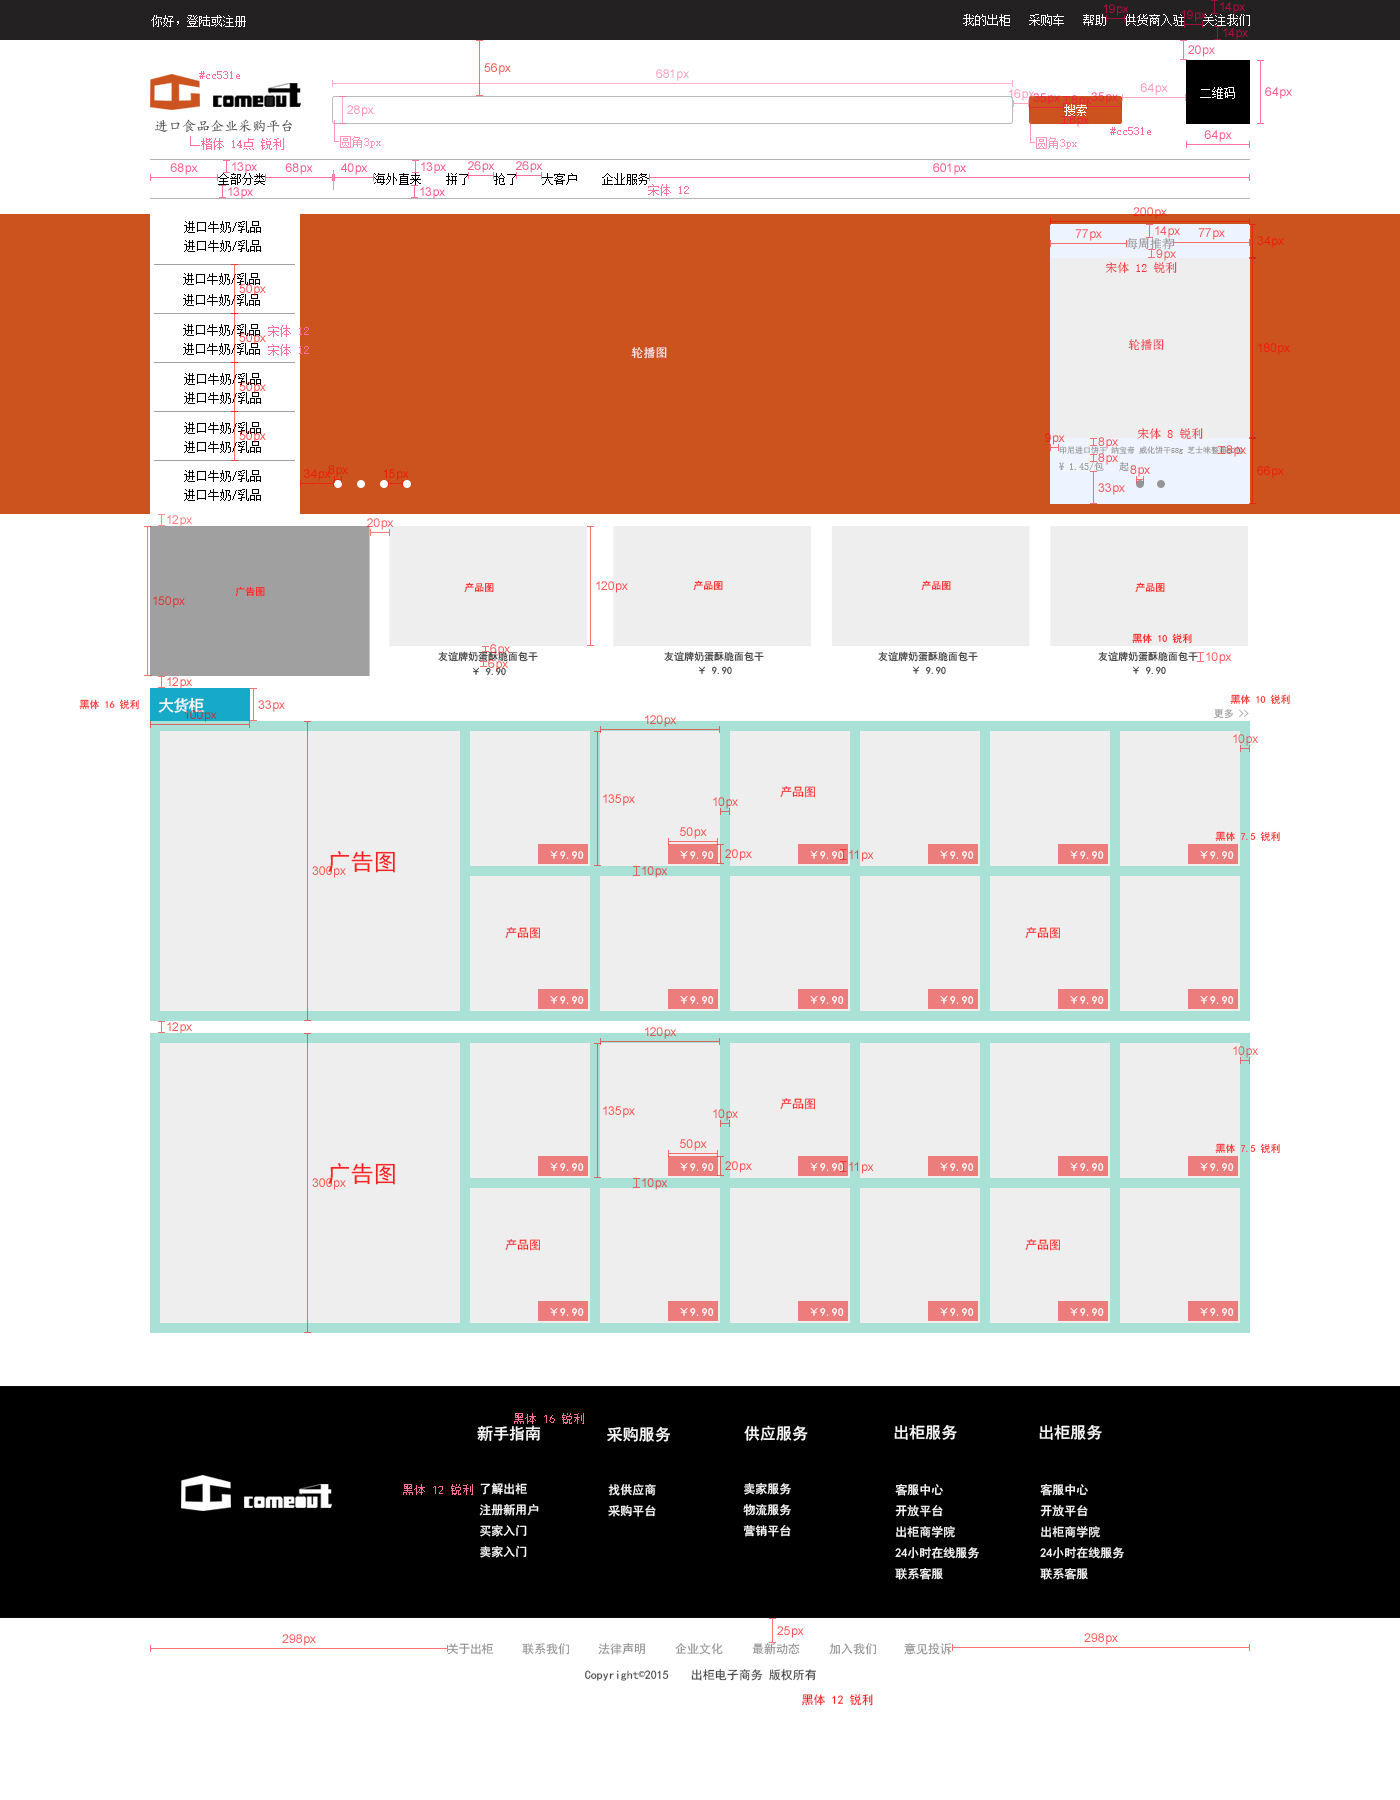 你好，登陆或注册
我的出柜 采购车 帮助 供货商入驻 关注我们
19px 19px 14px
14px
20px
56px
681px
#cc531e
comeout
28px
16px 35px 35px
搜索
64px
二维码
64px
进口食品企业采购平台
楷体 14点 锐利
圆角3px
圆角3px
#cc531e
64px
68px 13px 68px 40px 13px 26px 26px 601px
全部分类 海外直来 拼了 抢了 大客户 企业服务
13px 13px
宋体 12
进口牛奶/乳品
进口牛奶/乳品
进口牛奶/乳品
50px
进口牛奶/乳品
进口牛奶/乳品 宋体 12
50px
进口牛奶/乳品 宋体 12
进口牛奶/乳品
50px
进口牛奶/乳品
进口牛奶/乳品
50px
进口牛奶/乳品
进口牛奶/乳品
进口牛奶/乳品
轮播图
34px 8px 15px
200px
77px 14px 77px
每周推荐
34px
9px
宋体 12 锐利
轮播图
180px
宋体 8 锐利
9px 8px
印尼进口饼干 纳宝帝 威化饼干58g 芝士味
8px
8px
¥ 1.45/包 起
8px
66px
33px
12px
20px
广告图
150px
产品图
120px
产品图
产品图
产品图
黑体 10 锐利
6px
友谊牌奶蛋酥脆面包干 友谊牌奶蛋酥脆面包干 友谊牌奶蛋酥脆面包干 友谊牌奶蛋酥脆面包干
10px
6px
¥ 9.90 ¥ 9.90 ¥ 9.90 ¥ 9.90
12px
黑体 16 锐利
大货柜
33px
100px
黑体 10 锐利
更多 >>
120px
10px
135px
产品图
10px
50px
黑体 7.5 锐利
¥9.90 ¥9.90 20px ¥9.90 11px ¥9.90 ¥9.90 ¥9.90
广告图
300px
10px
产品图 产品图
¥9.90 ¥9.90 ¥9.90 ¥9.90 ¥9.90 ¥9.90
12px
120px
10px
135px
产品图
10px
50px
黑体 7.5 锐利
¥9.90 ¥9.90 20px ¥9.90 11px ¥9.90 ¥9.90 ¥9.90
广告图
300px
10px
产品图 产品图
¥9.90 ¥9.90 ¥9.90 ¥9.90 ¥9.90 ¥9.90
黑体 16 锐利
新手指南 采购服务 供应服务 出柜服务 出柜服务
comeout
黑体 12 锐利
了解出柜 找供应商 卖家服务 客服中心 客服中心
注册新用户 采购平台 物流服务 开放平台 开放平台
买家入门 营销平台 出柜商学院 出柜商学院
卖家入门 24小时在线服务 24小时在线服务
联系客服 联系客服
25px
298px 298px
关于出柜 联系我们 法律声明 企业文化 最新动态 加入我们 意见投诉
Copyright©2015 出柜电子商务 版权所有
黑体 12 锐利